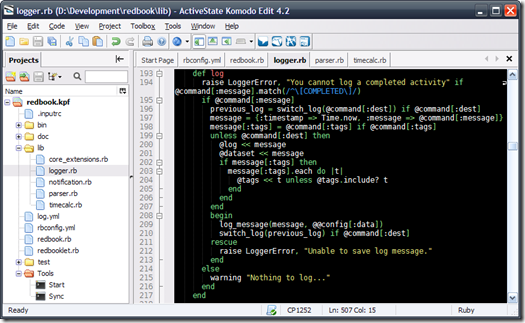 logger.rb (D:\Development\redbook\lib) - ActiveState Komodo Edit 4.2
File Edit Code View Project Toolbox Tools Window Help
Projects
Start Page rbconfig.yml redbook.rb logger.rb parser.rb timecalc.rb
Name
redbook.kpf
.inputrc
bin
doc
lib
core_extensions.rb
logger.rb
notification.rb
parser.rb
timecalc.rb
log.yml
rbconfig.yml
redbook.rb
redbooklet.rb
test
Tools
Start
Sync
193 def log
194 raise LoggerError, "You cannot log a completed activity" if
@command[:message].match(/^\[COMPLETED\]/)
195 if @command[:message]
196 previous_log = switch_log(@command[:dest]) if @command[:dest]
197 message = {:timestamp => Time.now, :message => @command[:message]}
198 message[:tags] = @command[:tags] if @command[:tags]
199 unless @command[:dest] then
200 @log << message
201 @dataset << message
202 if message[:tags] then
203 message[:tags].each do |t|
204 @tags << t unless @tags.include? t
205 end
206 end
207 end
208 begin
209 log_message(message, @@config[:data])
210 switch_log(previous_log) if @command[:dest]
211 rescue
212 raise LoggerError, "Unable to save log message."
213 end
214 else
215 warning "Nothing to log..."
216 end
217 end
Ready CP1252 Ln: 507 Col: 15 Ruby